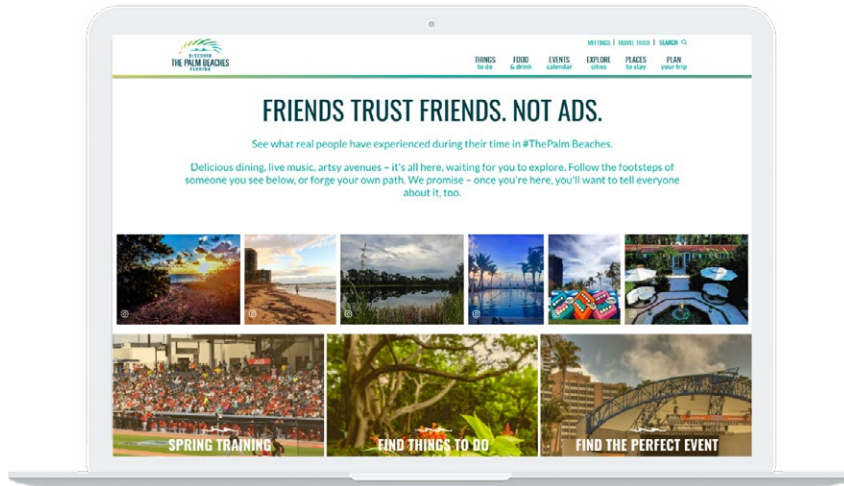 MEETINGS | TRAVEL TRADE | SEARCH
DISCOVER
THE PALM BEACHES
FLORIDA
THINGS to do
FOOD & drink
EVENTS calendar
EXPLORE cities
PLACES to stay
PLAN your trip
FRIENDS TRUST FRIENDS. NOT ADS.
See what real people have experienced during their time in #ThePalm Beaches.
Delicious dining, live music, artsy avenues – it's all here, waiting for you to explore. Follow the footsteps of
someone you see below, or forge your own path. We promise – once you're here, you'll want to tell everyone
about it, too.
SPRING TRAINING
FIND THINGS TO DO
FIND THE PERFECT EVENT